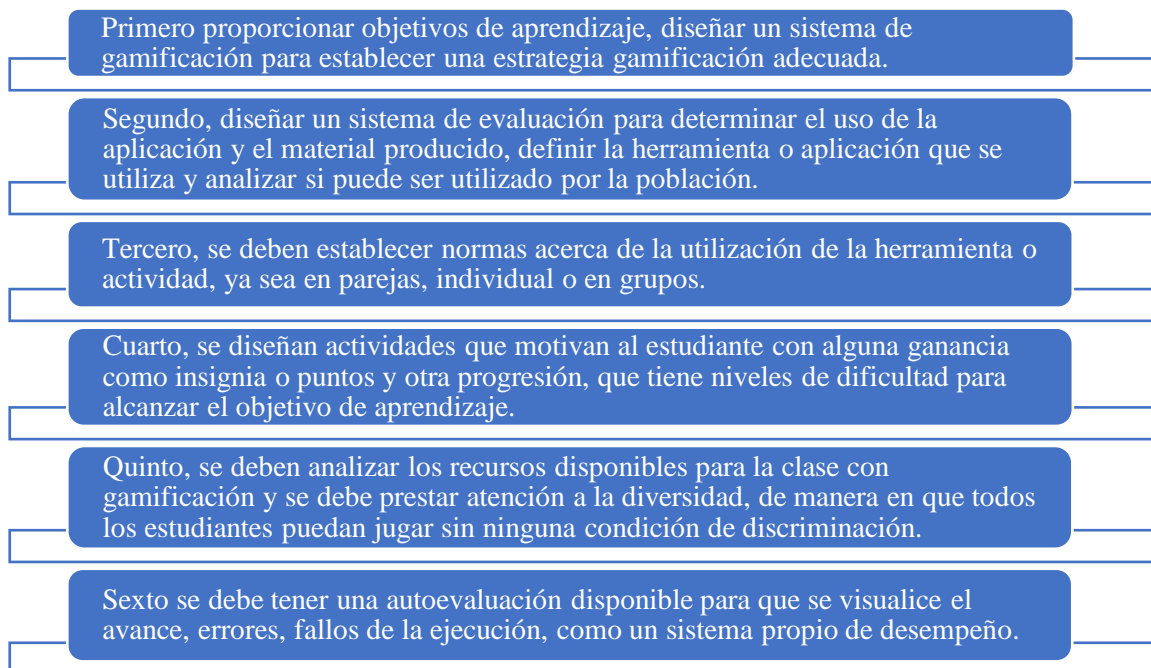 Primero proporcionar objetivos de aprendizaje, diseñar un sistema de
gamificación para establecer una estrategia gamificación adecuada.
Segundo, diseñar un sistema de evaluación para determinar el uso de la
aplicación y el material producido, definir la herramienta o aplicación que se
utiliza y analizar si puede ser utilizado por la población.
Tercero, se deben establecer normas acerca de la utilización de la herramienta o
actividad, ya sea en parejas, individual o en grupos.
Cuarto, se diseñan actividades que motivan al estudiante con alguna ganancia
como insignia o puntos y otra progresión, que tiene niveles de dificultad para
alcanzar el objetivo de aprendizaje.
Quinto, se deben analizar los recursos disponibles para la clase con
gamificación y se debe prestar atención a la diversidad, de manera en que todos
los estudiantes puedan jugar sin ninguna condición de discriminación.
Sexto se debe tener una autoevaluación disponible para que se visualice el
avance, errores, fallos de la ejecución, como un sistema propio de desempeño.